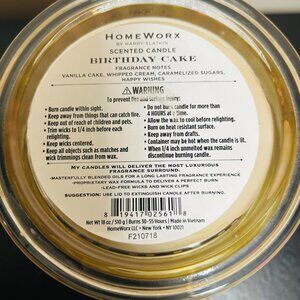 HOMEWORX
BY HARRY SLATKIN
SCENTED CANDLE
BIRTHDAY CAKE
FRAGRANCE NOTES
VANILLA CAKE, WHIPPED CREAM, CARAMELIZED SUGARS,
HAPPY WISHES
WARNING
To prevent fire and serious injury:
• Burn candle within sight.
• Keep away from things that can catch fire.
• Keep out of reach of children and pets.
• Trim wicks to 1/4 inch before each
relighting.
• Keep wicks centered.
• Keep all objects such as matches and
wick trimmings clean from wax.
• Do not burn candle for more than
4 HOURS at a time.
• Allow the wax to cool before relighting.
• Burn on heat resistant surface.
• Keep away from drafts.
• Container may be hot when the candle is lit.
• When 1/4 inch unmelted wax remains
discontinue burning candle.
MY CANDLES WILL DELIVER THE MOST LUXURIOUS
FRAGRANCE SURROUND.
-MASTERFULLY BLENDED OILS FOR A LONG LASTING FRAGRANCE EXPERIENCE
-PROPRIETARY WAX FORMULA TO DELIVER A PERFECT BURN.
-LEAD-FREE WICKS AND WICK CLIPS
SUGGESTION: USE LID TO EXTINGUISH CANDLE AFTER BURNING.
8 19417 02561 8
Net Wt 18 oz / 510 g | Burns 30-55 Hours | Made in Vietnam
HomeWorx LLC • New York • NY 10021
F210718